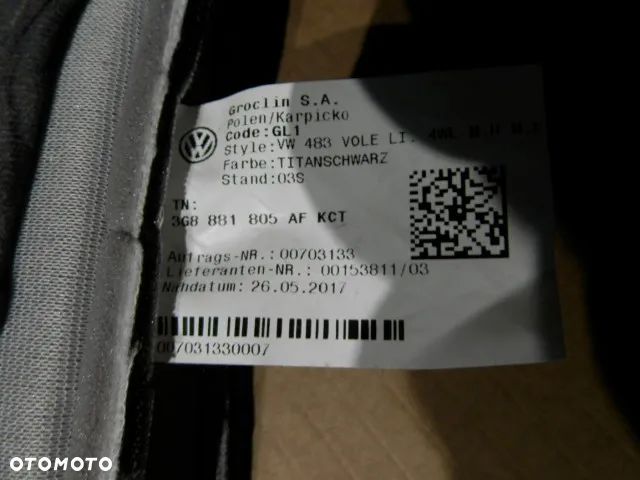 Groclin S.A.
Polen/Karpicko
Code:GL1
Style:VW 483 VOLE LI. 4WL
Farbe:TITANSCHWARZ
Stand:03S
TN:
3G8 881 805 AF KCT
Auftrags-NR.:00703133
Lieferanten-NR.: 00153811/03
Nähdatum: 26.05.2017
007031330007
OTOMOTO